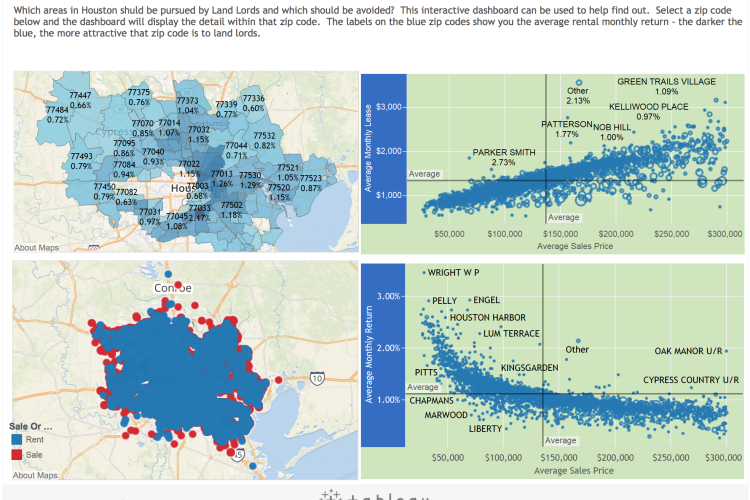 Which areas in Houston shuld be pursued by Land Lords and which should be avoided?  This interactive dashboard can be used to help find out.  Select a zip code
below and the dashboard will display the detail within that zip code.  The labels on the blue zip codes show you the average rental monthly return - the darker the
blue, the more attractive that zip code is to land lords.
77447
0.66%
77484
0.72%
77375
0.76%
77373
1.04%
77339
0.77%
77336
0.60%
77070
0.85%
77014
1.07%
77032
1.15%
77532
0.82%
77095
0.86%
77040
0.93%
77044
0.71%
77493
0.79%
77084
0.94%
77022
1.15%
77013
1.26%
77530
1.29%
77521
1.05%
77523
0.87%
77450
0.79%
77082
0.63%
77003
0.68%
77520
1.15%
77031
0.97%
77045
1.08%
77033
2.17%
77502
1.18%
About Maps
Average Monthly Lease
$3,000
$2,000
$1,000
Other
2.13%
GREEN TRAILS VILLAGE
1.09%
KELLIWOOD PLACE
0.97%
PATTERSON
1.77%
NOB HILL
1.00%
PARKER SMITH
2.73%
Average
Average
$50,000
$100,000
$150,000
$200,000
$250,000
$300,000
Average Sales Price
Conroe
10
45
Sale Or ...
Rent
Sale
About Maps
Average Monthly Return
3.00%
2.00%
1.00%
WRIGHT W P
PELLY
ENGEL
HOUSTON HARBOR
LUM TERRACE
Other
OAK MANOR U/R
KINGSGARDEN
PITTS
CYPRESS COUNTRY U/R
Average
CHAPMANS
MARWOOD
LIBERTY
Average
$50,000
$100,000
$150,000
$200,000
$250,000
$300,000
Average Sales Price